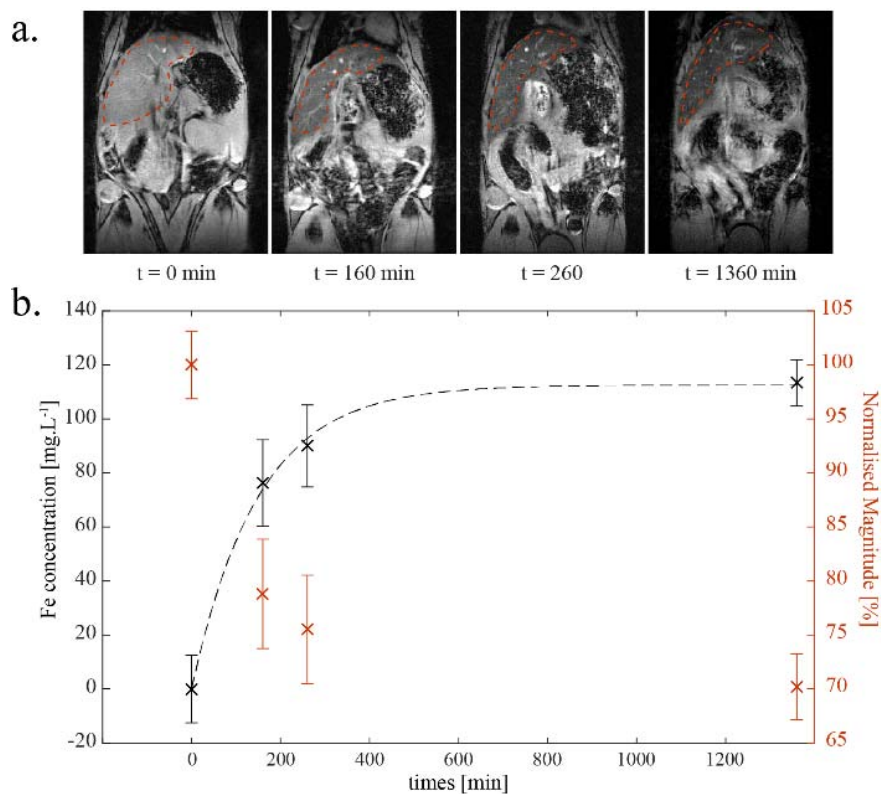 a.
t = 0 min
t = 160 min
t = 260
t = 1360 min
b.
140
120
100
80
60
40
20
0
-20
Fe concentration [mg.L-1]
0
200
400
600
800
1000
1200
times [min]
105
100
95
90
85
80
75
70
65
Normalised Magnitude [%]